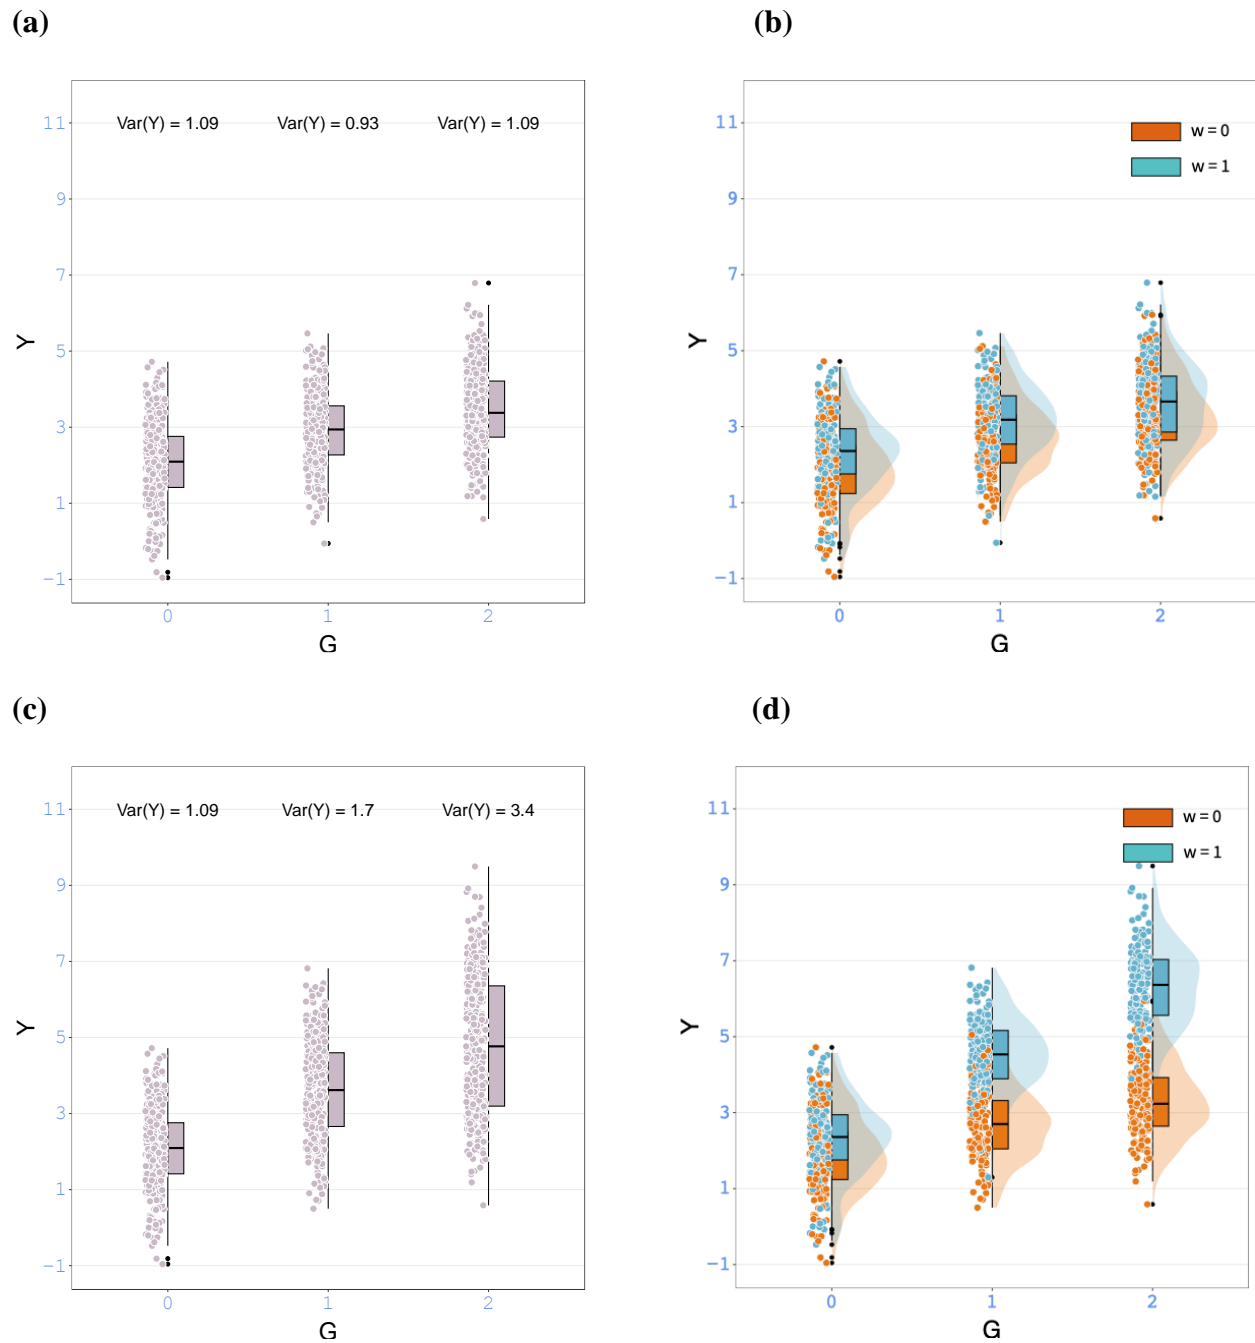 (a)
11
Var(Y) = 1.09 Var(Y) = 0.93 Var(Y) = 1.09
9
7
5
3
1
−1
Y
0 1 2
G
(b)
11
w = 0
w = 1
9
7
5
3
1
−1
Y
0 1 2
G
(c)
11
Var(Y) = 1.09 Var(Y) = 1.7 Var(Y) = 3.4
9
7
5
3
1
−1
Y
0 1 2
G
(d)
11
w = 0
w = 1
9
7
5
3
1
−1
Y
0 1 2
G